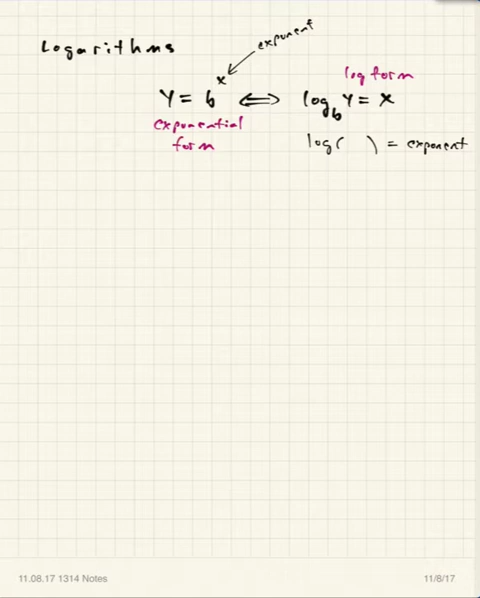 Logarithms
exponent
log form
Y = b^x ⟺ log_b Y = x
exponential
form
log( ) = exponent
11.08.17 1314 Notes
11/8/17